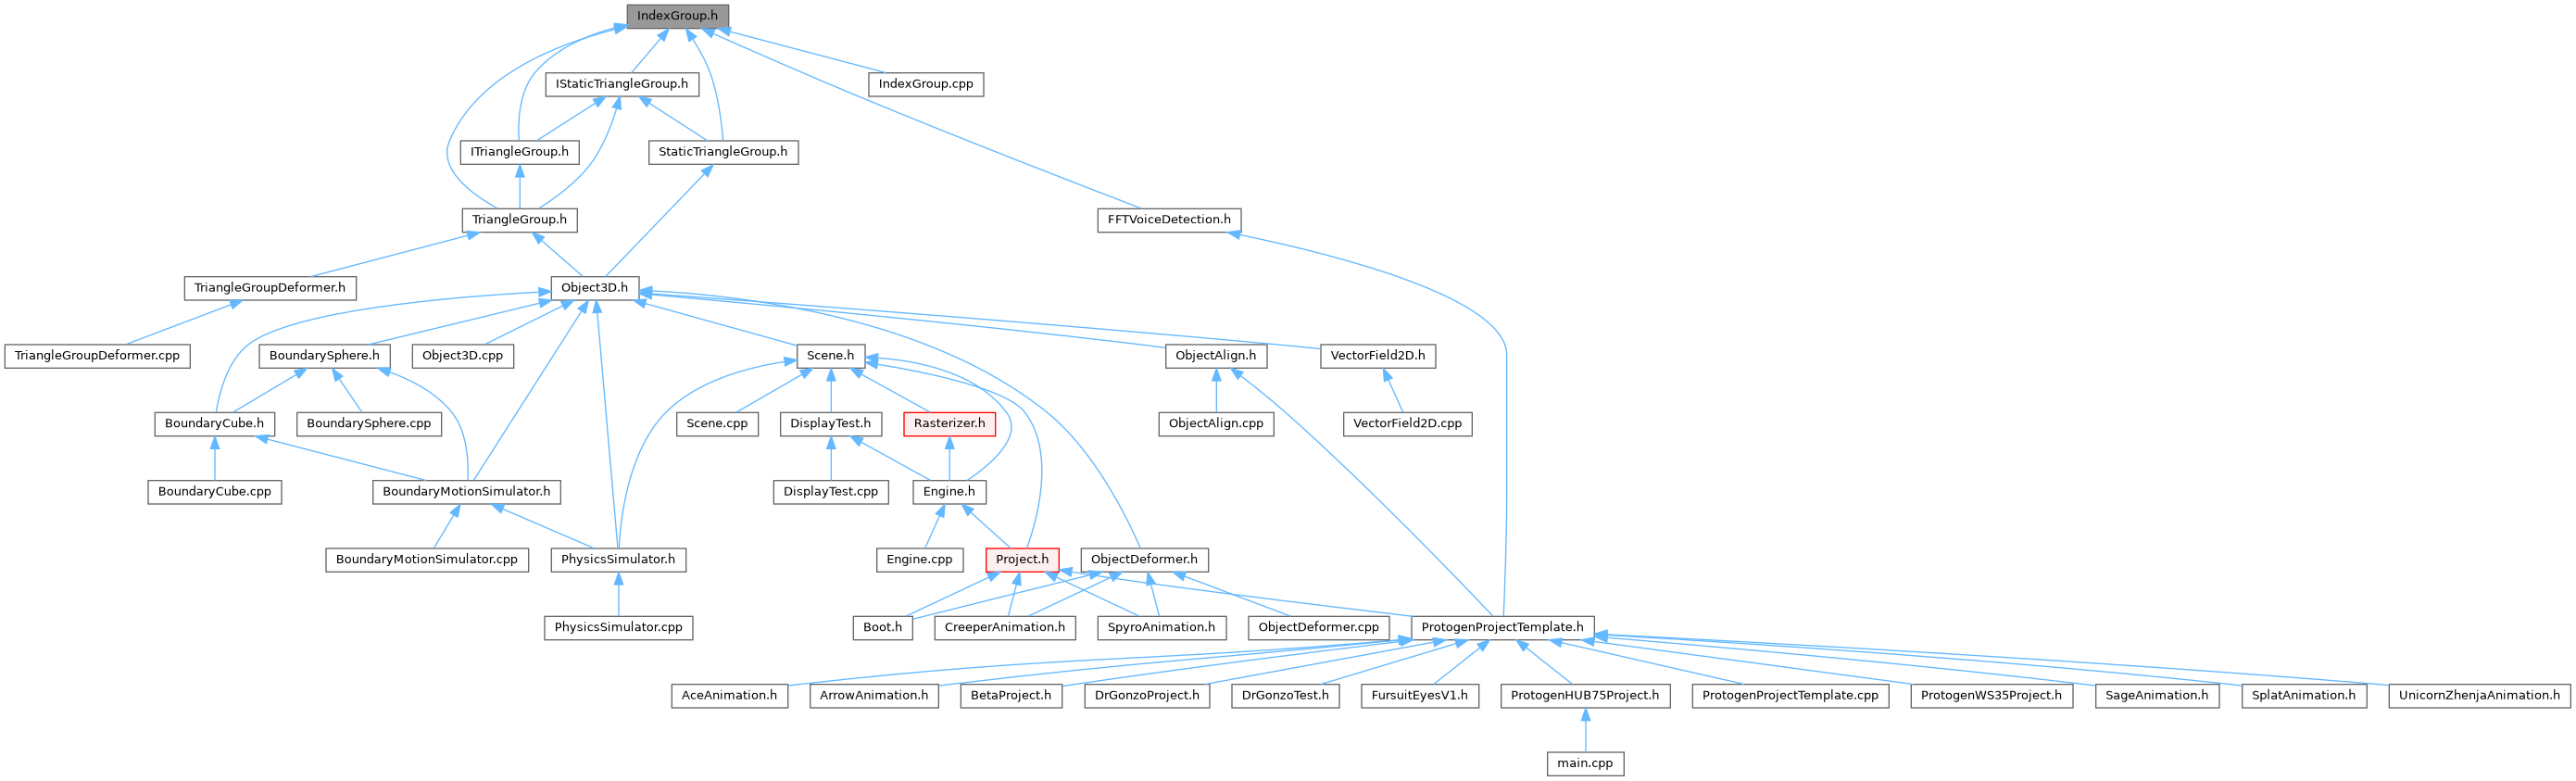 IndexGroup.h
IStaticTriangleGroup.h
IndexGroup.cpp
ITriangleGroup.h
StaticTriangleGroup.h
TriangleGroup.h
FFTVoiceDetection.h
TriangleGroupDeformer.h
Object3D.h
TriangleGroupDeformer.cpp
BoundarySphere.h
Object3D.cpp
Scene.h
ObjectAlign.h
VectorField2D.h
BoundaryCube.h
BoundarySphere.cpp
Scene.cpp
DisplayTest.h
Rasterizer.h
ObjectAlign.cpp
VectorField2D.cpp
BoundaryCube.cpp
BoundaryMotionSimulator.h
DisplayTest.cpp
Engine.h
BoundaryMotionSimulator.cpp
PhysicsSimulator.h
Engine.cpp
Project.h
ObjectDeformer.h
PhysicsSimulator.cpp
Boot.h
CreeperAnimation.h
SpyroAnimation.h
ObjectDeformer.cpp
ProtogenProjectTemplate.h
AceAnimation.h
ArrowAnimation.h
BetaProject.h
DrGonzoProject.h
DrGonzoTest.h
FursuitEyesV1.h
ProtogenHUB75Project.h
ProtogenProjectTemplate.cpp
ProtogenWS35Project.h
SageAnimation.h
SplatAnimation.h
UnicornZhenjaAnimation.h
main.cpp